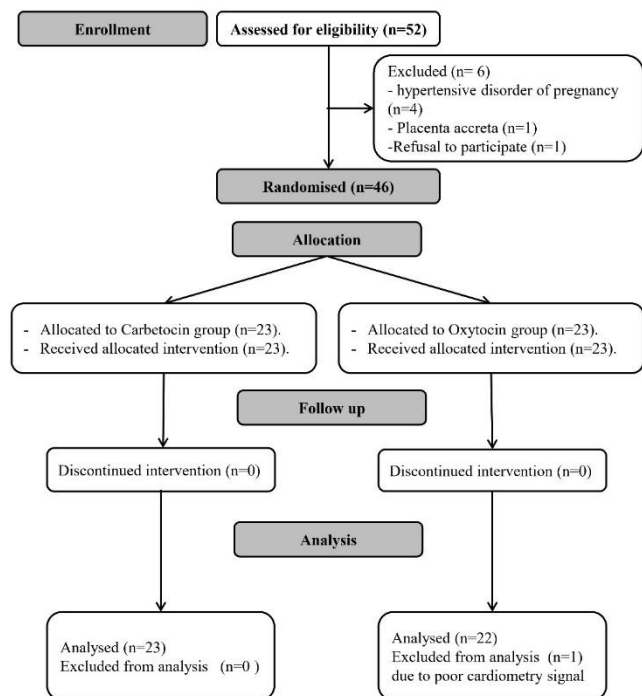 Enrollment
Assessed for eligibility (n=52)
Excluded (n= 6)
- hypertensive disorder of pregnancy
(n=4)
- Placenta accreta (n=1)
-Refusal to participate (n=1)
Randomised (n=46)
Allocation
- Allocated to Carbetocin group (n=23).
- Received allocated intervention (n=23).
- Allocated to Oxytocin group (n=23).
- Received allocated intervention (n=23).
Follow up
Discontinued intervention (n=0)
Discontinued intervention (n=0)
Analysis
Analysed (n=23)
Excluded from analysis (n=0 )
Analysed (n=22)
Excluded from analysis (n=1)
due to poor cardiometry signal